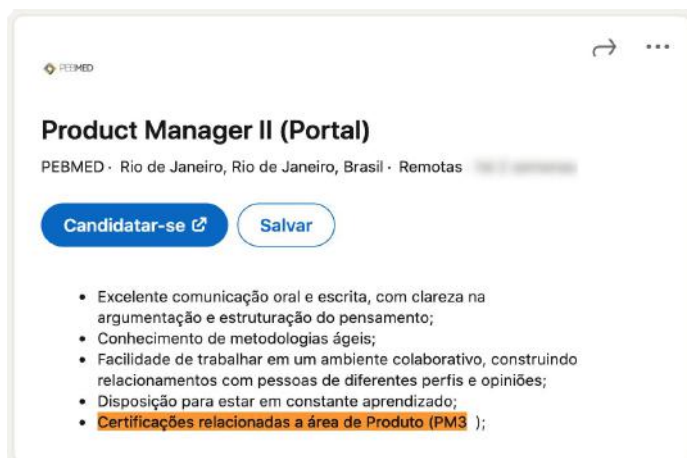 PEBMED
Product Manager II (Portal)
PEBMED · Rio de Janeiro, Rio de Janeiro, Brasil · Remotas
Candidatar-se
Salvar
• Excelente comunicação oral e escrita, com clareza na
argumentação e estruturação do pensamento;
• Conhecimento de metodologias ágeis;
• Facilidade de trabalhar em um ambiente colaborativo, construindo
relacionamentos com pessoas de diferentes perfis e opiniões;
• Disposição para estar em constante aprendizado;
• Certificações relacionadas a área de Produto (PM3 );